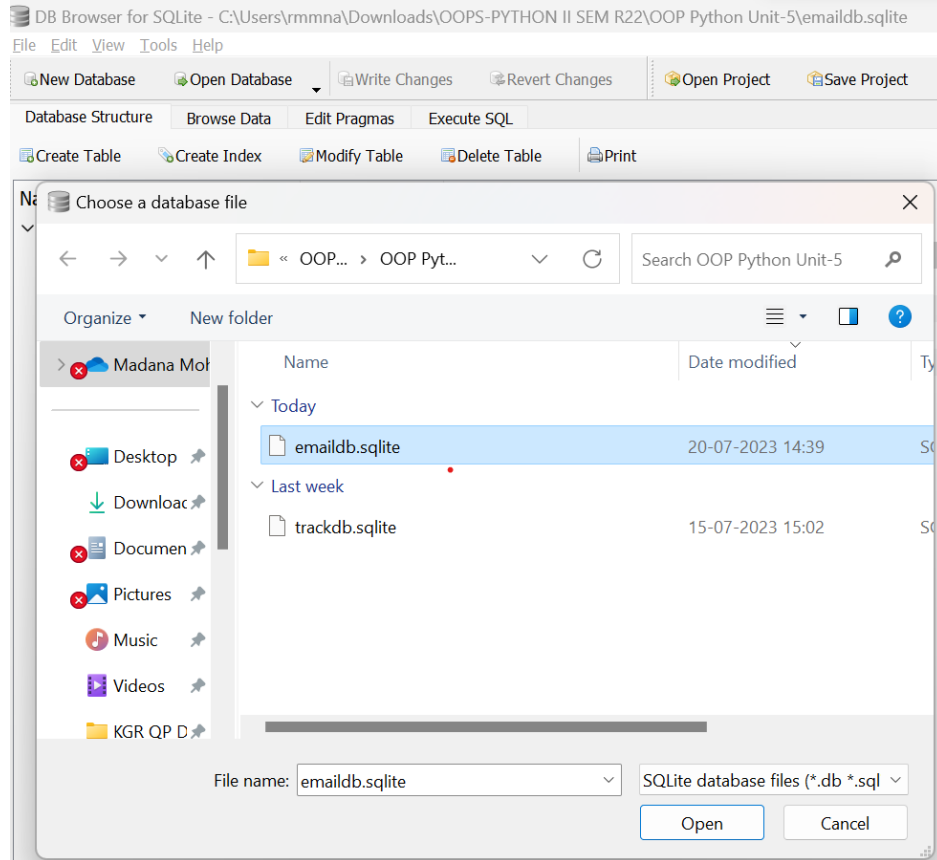 DB Browser for SQLite - C:\Users\rmmna\Downloads\OOPS-PYTHON II SEM R22\OOP Python Unit-5\emaildb.sqlite
File Edit View Tools Help
New Database Open Database Write Changes Revert Changes Open Project Save Project
Database Structure Browse Data Edit Pragmas Execute SQL
Create Table Create Index Modify Table Delete Table Print
Na
Choose a database file
« OOP... › OOP Pyt... Search OOP Python Unit-5
Organize New folder
Madana Moh
Name Date modified Ty
Today
emaildb.sqlite 20-07-2023 14:39 SQ
Last week
trackdb.sqlite 15-07-2023 15:02 SQ
Desktop
Downloac
Documen
Pictures
Music
Videos
KGR QP D
File name: emaildb.sqlite SQLite database files (*.db *.sql
Open Cancel